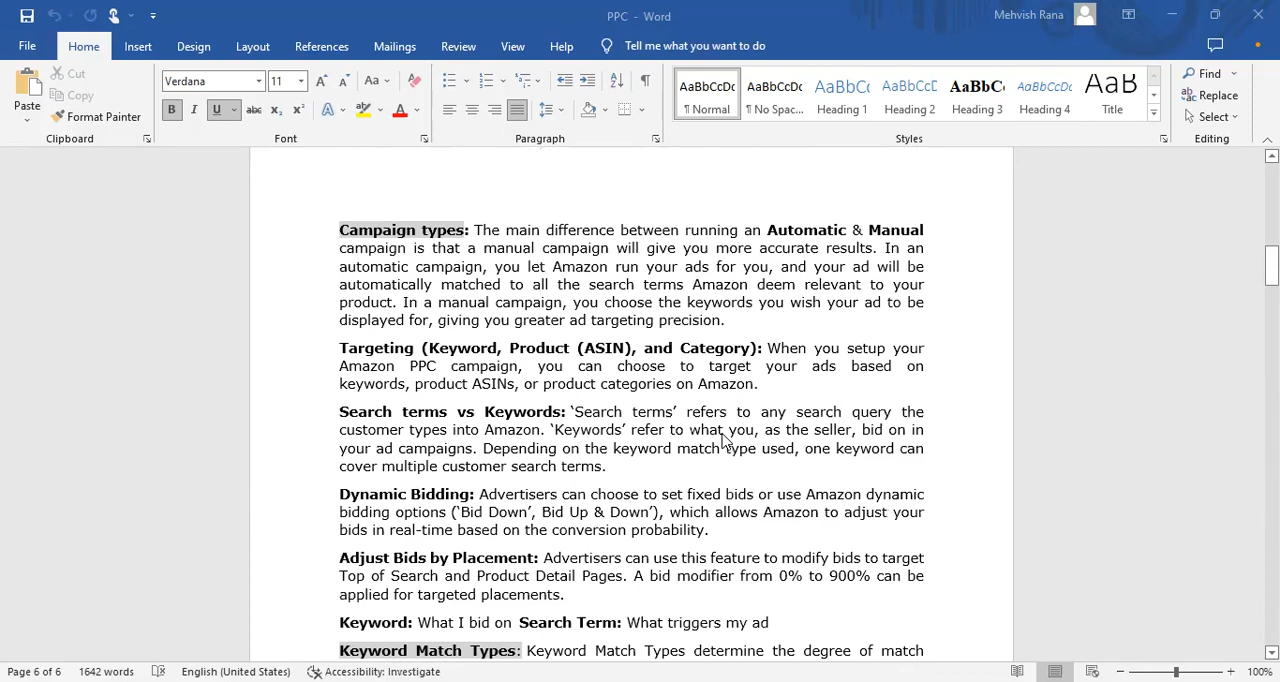 PPC - Word
Mehvish Rana
File Home Insert Design Layout References Mailings Review View Help Tell me what you want to do
Paste
Cut
Copy
Format Painter
Clipboard
Verdana 11
Font
Paragraph
AaBbCcDc AaBbCcDc AaBbCc AaBbCcD AaBbC AaBbCcDc AaB
¶ Normal ¶ No Spac... Heading 1 Heading 2 Heading 3 Heading 4 Title
Styles
Find
Replace
Select
Editing
Campaign types: The main difference between running an Automatic & Manual
campaign is that a manual campaign will give you more accurate results. In an
automatic campaign, you let Amazon run your ads for you, and your ad will be
automatically matched to all the search terms Amazon deem relevant to your
product. In a manual campaign, you choose the keywords you wish your ad to be
displayed for, giving you greater ad targeting precision.
Targeting (Keyword, Product (ASIN), and Category): When you setup your
Amazon PPC campaign, you can choose to target your ads based on
keywords, product ASINs, or product categories on Amazon.
Search terms vs Keywords: ‘Search terms’ refers to any search query the
customer types into Amazon. ‘Keywords’ refer to what you, as the seller, bid on in
your ad campaigns. Depending on the keyword match type used, one keyword can
cover multiple customer search terms.
Dynamic Bidding: Advertisers can choose to set fixed bids or use Amazon dynamic
bidding options (‘Bid Down’, Bid Up & Down’), which allows Amazon to adjust your
bids in real-time based on the conversion probability.
Adjust Bids by Placement: Advertisers can use this feature to modify bids to target
Top of Search and Product Detail Pages. A bid modifier from 0% to 900% can be
applied for targeted placements.
Keyword: What I bid on Search Term: What triggers my ad
Keyword Match Types: Keyword Match Types determine the degree of match
Page 6 of 6 1642 words English (United States) Accessibility: Investigate 100%